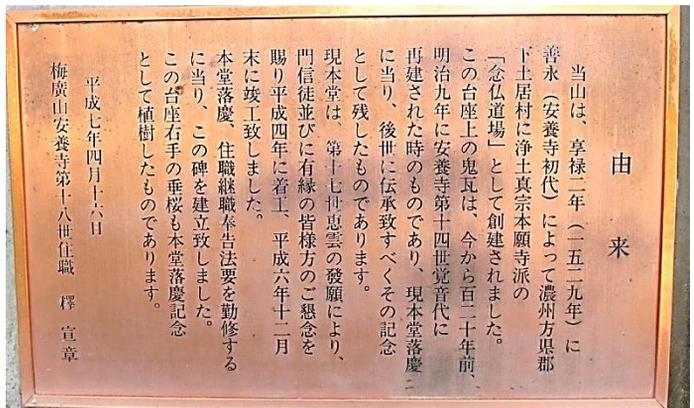 由来
当山は、享禄二年（一五二九年）に
善永（安養寺初代）によって濃州方県郡
下土居村に浄土真宗本願寺派の
「念仏道場」として創建されました。
この台座上の鬼瓦は、今から百二十年前、
明治九年に安養寺第十四世覚音代に
再建された時のものであり、現本堂落慶
に当り、後世に伝承致すべくその記念
として残したものであります。
現本堂は、第十七世恵雲の發願により、
門信徒並びに有縁の皆様方のご懇念を
賜り平成四年に着工、平成六年十二月
末に竣工致しました。
本堂落慶、住職継職奉告法要を勤修する
に当り、この碑を建立致しました。
この台座右手の垂桜も本堂落慶記念
として植樹したものであります。
平成七年四月十六日
梅廣山安養寺第十八世住職 釋宣章